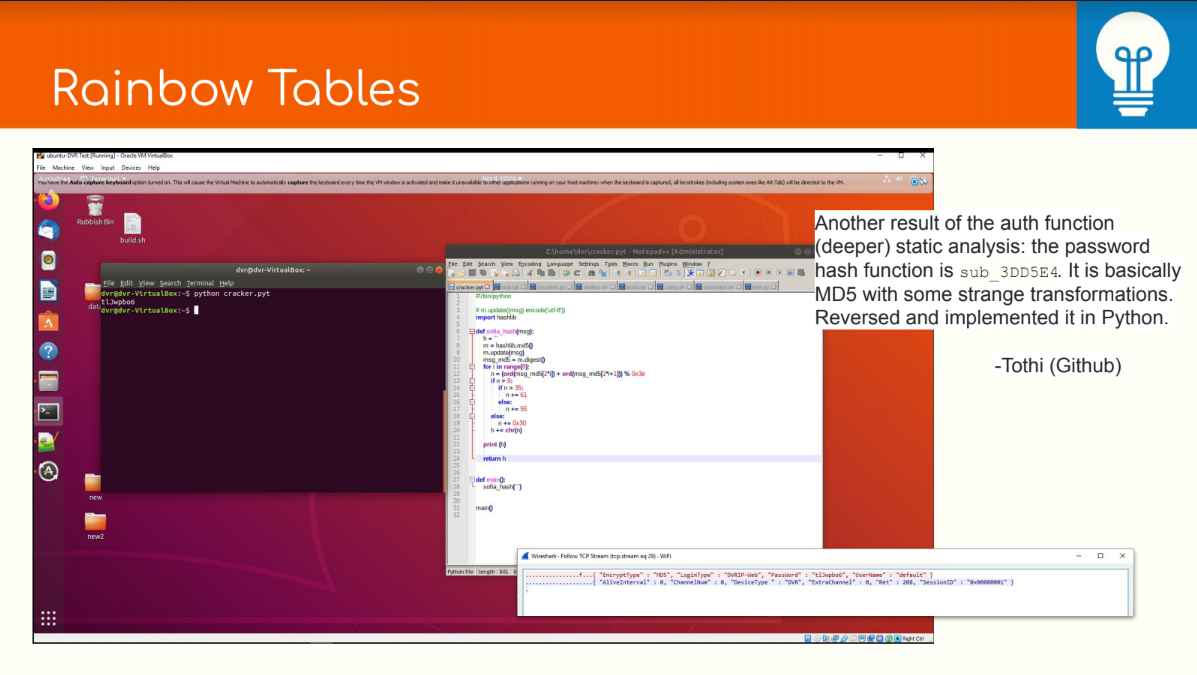 Rainbow Tables
ubuntu-DVR Test [Running] - Oracle VM VirtualBox
File Machine View Input Devices Help
You have the Auto capture keyboard option turned on. This will cause the Virtual Machine to automatically capture the keyboard every time the VM window is activated and make it unavailable to other applications running on your host machine: when the keyboard is captured, all keystrokes (including system ones like Alt-Tab) will be directed to the VM.
Rubbish Bin
build.sh
dvr@dvr-VirtualBox: ~
File Edit View Search Terminal Help
dvr@dvr-VirtualBox:~$ python cracker.pyt
tlJwpbo6
dvr@dvr-VirtualBox:~$
new
new2
Z:\home\dvr\cracker.pyt - Notepad++ [Administrator]
File Edit Search View Encoding Language Settings Tools Macro Run Plugins Window ?
cracker.pyt
1 #!/bin/python
2
3 # m.update((msg).encode('utf-8'))
4 import hashlib
5
6 def sofia_hash(msg):
7 h = ""
8 m = hashlib.md5()
9 m.update(msg)
10 msg_md5 = m.digest()
11 for i in range(8):
12 n = (ord(msg_md5[2*i]) + ord(msg_md5[2*i+1])) % 0x3e
13 if n > 9:
14 if n > 35:
15 n += 61
16 else:
17 n += 55
18 else:
19 n += 0x30
20 h += chr(n)
21
22 print (h)
23
24 return h
25
26
27 def main():
28 sofia_hash("")
29
30
31 main()
32
Python file length : 501
Another result of the auth function
(deeper) static analysis: the password
hash function is sub_3DD5E4. It is basically
MD5 with some strange transformations.
Reversed and implemented it in Python.
-Tothi (Github)
Wireshark · Follow TCP Stream (tcp.stream eq 29) · WiFi
................f...{ "EncryptType" : "MD5", "LoginType" : "DVRIP-Web", "PassWord" : "tlJwpbo6", "UserName" : "default" }
....................{ "AliveInterval" : 0, "ChannelNum" : 0, "DeviceType " : "DVR", "ExtraChannel" : 0, "Ret" : 208, "SessionID" : "0x00000001" }
Right Ctrl